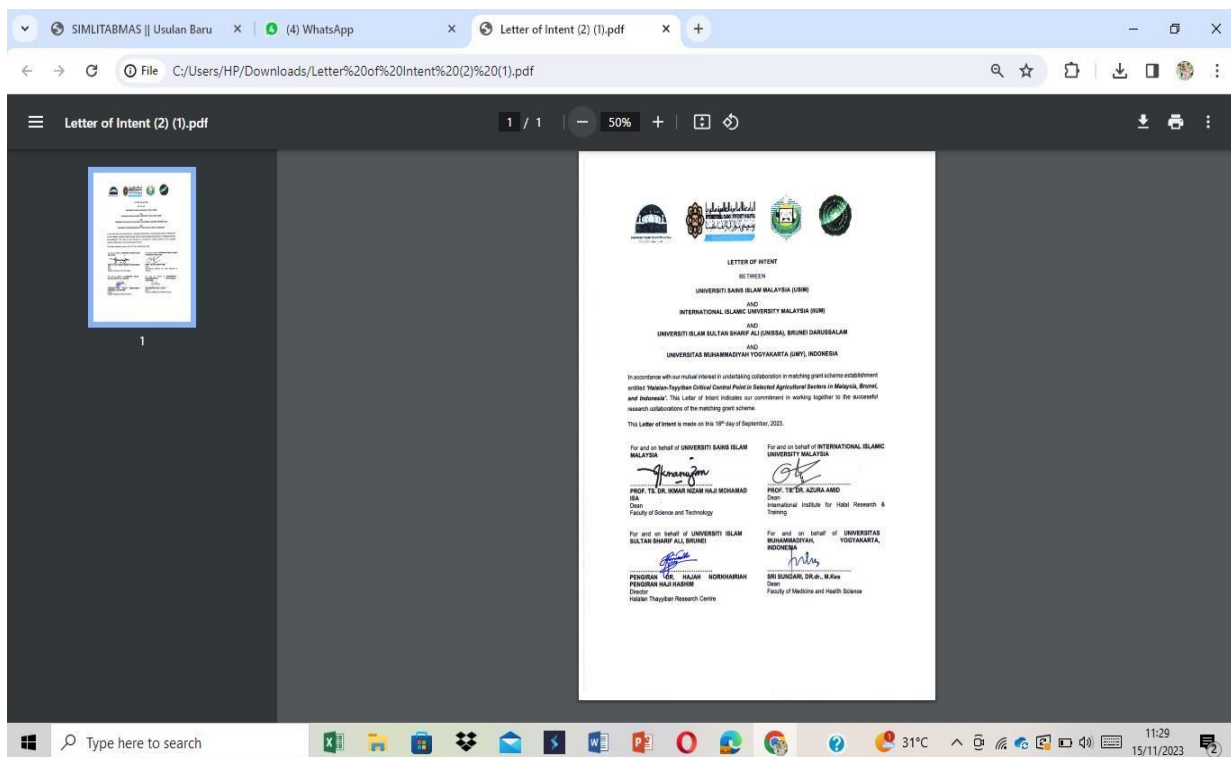 SIMLITABMAS || Usulan Baru
(4) WhatsApp
Letter of Intent (2) (1).pdf
File C:/Users/HP/Downloads/Letter%20of%20Intent%20(2)%20(1).pdf
Letter of Intent (2) (1).pdf
1 / 1
50%
1
LETTER OF INTENT
BETWEEN
UNIVERSITI SAINS ISLAM MALAYSIA (USIM)
AND
INTERNATIONAL ISLAMIC UNIVERSITY MALAYSIA (IIUM)
AND
UNIVERSITI ISLAM SULTAN SHARIF ALI (UNISSA), BRUNEI DARUSSALAM
AND
UNIVERSITAS MUHAMMADIYAH YOGYAKARTA (UMY), INDONESIA
In accordance with our mutual interest in undertaking collaboration in matching grant scheme establishment
entitled 'Halalan-Toyyiban Critical Control Point in Selected Agricultural Sectors in Malaysia, Brunei,
and Indonesia'. This Letter of Intent indicates our commitment in working together to the successful
research collaborations of the matching grant scheme.
This Letter of Intent is made on this 18th day of September, 2023.
For and on behalf of UNIVERSITI SAINS ISLAM
MALAYSIA
PROF. TS. DR. IKMAR NIZAM HAJI MOHAMAD
ISA
Dean
Faculty of Science and Technology
For and on behalf of INTERNATIONAL ISLAMIC
UNIVERSITY MALAYSIA
PROF. TS. DR. AZURA AMID
Dean
International Institute for Halal Research &
Training
For and on behalf of UNIVERSITI ISLAM
SULTAN SHARIF ALI, BRUNEI
PENGIRAN DR. HAJAH NORKHAIRIAH
PENGIRAN HAJI HASHIM
Director
Halalan Thayyiban Research Centre
For and on behalf of UNIVERSITAS
MUHAMMADIYAH, YOGYAKARTA,
INDONESIA
SRI SUNDARI, DR.dr., M.Kes
Dean
Faculty of Medicine and Health Science
Type here to search
31°C
11:29
15/11/2023